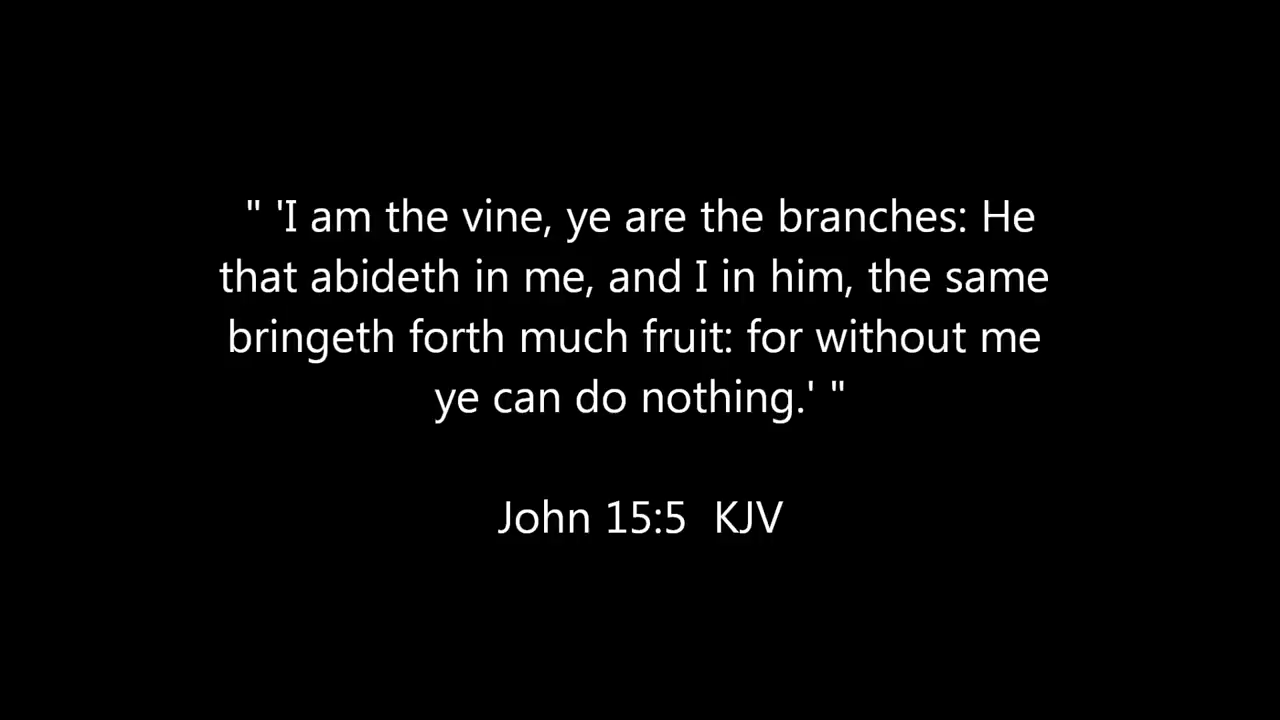 " 'I am the vine, ye are the branches: He
that abideth in me, and I in him, the same
bringeth forth much fruit: for without me
ye can do nothing.' "
John 15:5  KJV